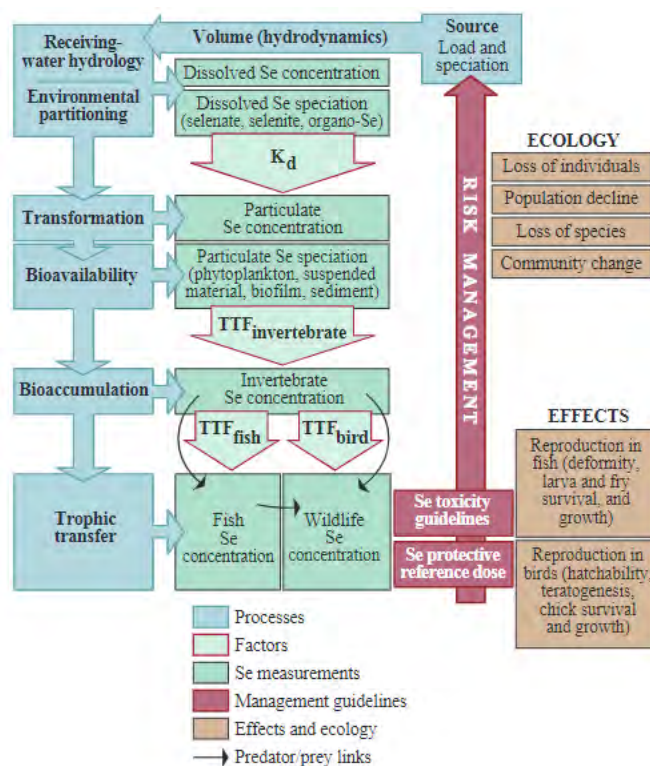 Receiving-
water hydrology
Environmental
partitioning
Volume (hydrodynamics)
Source
Load and
speciation
Dissolved Se concentration
Dissolved Se speciation
(selenate, selenite, organo-Se)
Kd
Transformation
Particulate
Se concentration
Bioavailability
Particulate Se speciation
(phytoplankton, suspended
material, biofilm, sediment)
TTFinvertebrate
Bioaccumulation
Invertebrate
Se concentration
TTFfish
TTFbird
Trophic
transfer
Fish
Se
concentration
Wildlife
Se
concentration
RISK MANAGEMENT
Se toxicity
guidelines
Se protective
reference dose
ECOLOGY
Loss of individuals
Population decline
Loss of species
Community change
EFFECTS
Reproduction in
fish (deformity,
larva and fry
survival, and
growth)
Reproduction in
birds (hatchability,
teratogenesis,
chick survival
and growth)
Processes
Factors
Se measurements
Management guidelines
Effects and ecology
Predator/prey links